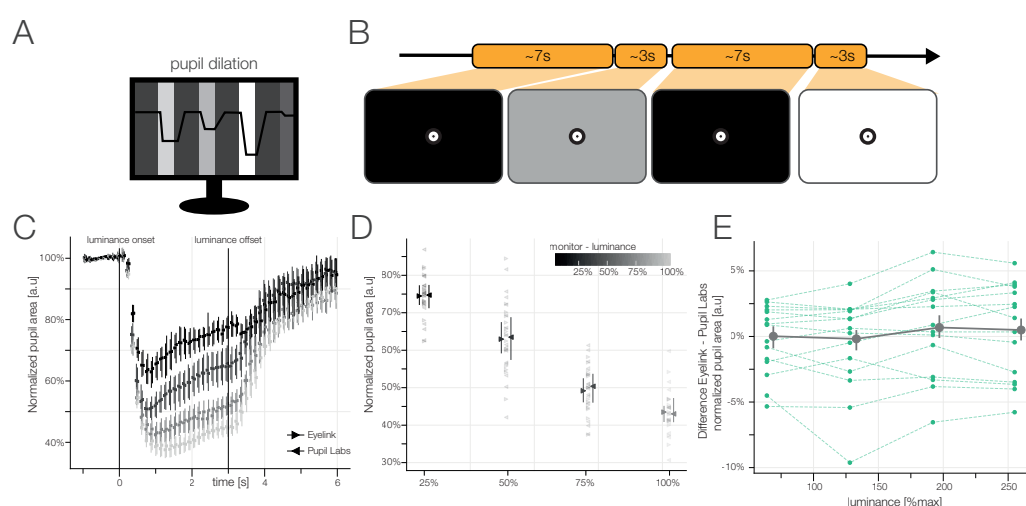 A
pupil dilation
B
~7s
~3s
~7s
~3s
C
luminance onset
luminance offset
100%
80%
60%
40%
Normalized pupil area [a.u]
Eyelink
Pupil Labs
0
2
4
6
time [s]
D
monitor - luminance
25%
50%
75%
100%
80%
70%
60%
50%
40%
30%
Normalized pupil area [a.u]
25%
50%
75%
100%
E
5%
0%
-5%
-10%
Difference Eyelink - Pupil Labs
normalized pupil area [a.u]
100
150
200
250
luminance [%max]